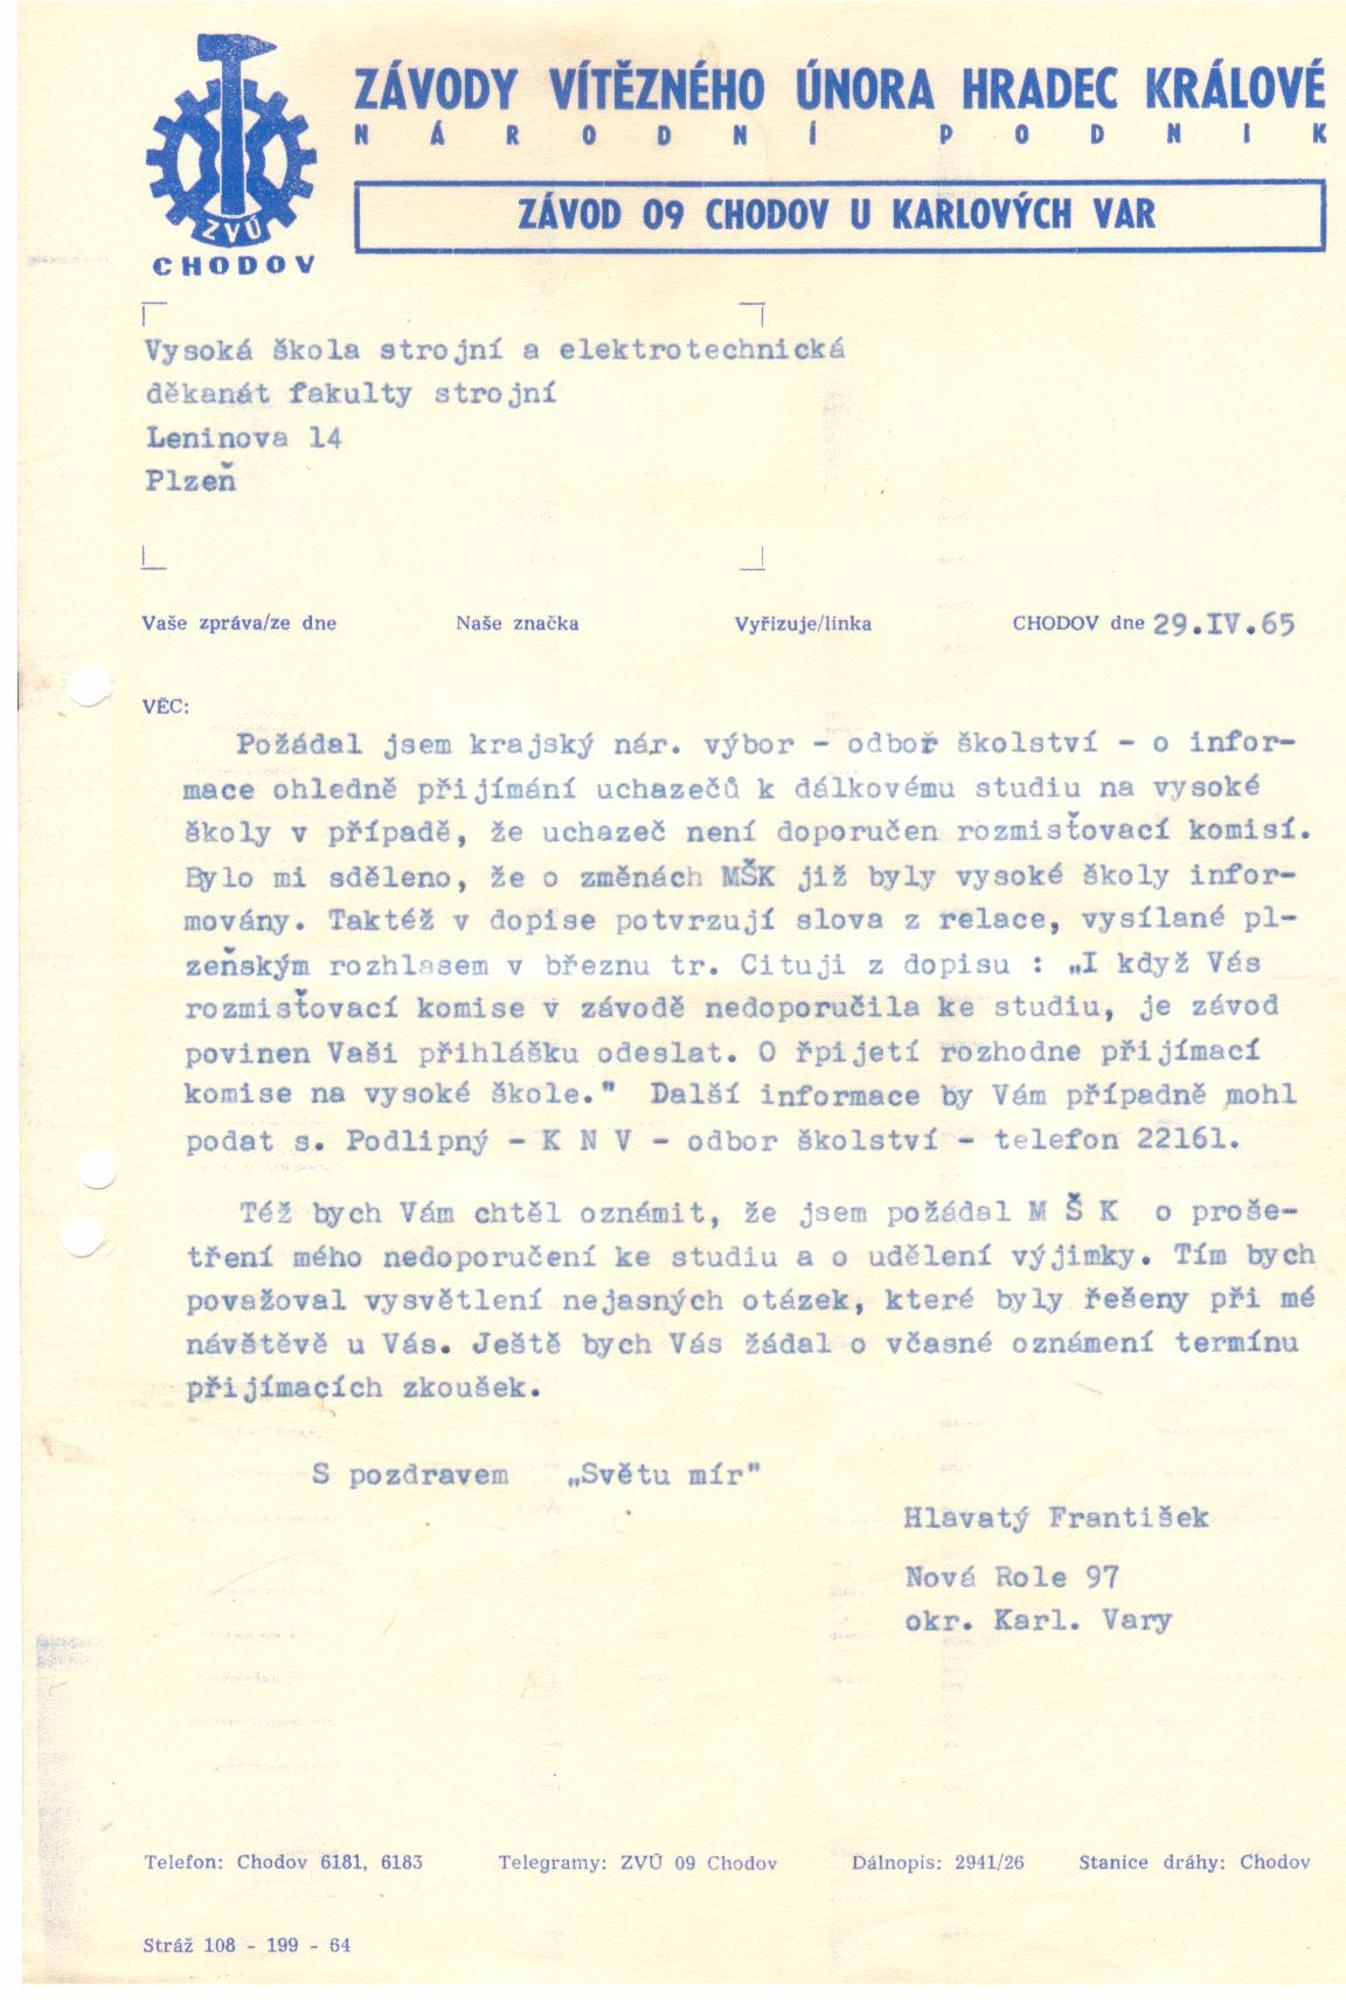 ZÁVODY VÍTĚZNÉHO ÚNORA HRADEC KRÁLOVÉ
NÁRODNÍ PODNIK
ZÁVOD 09 CHODOV U KARLOVÝCH VAR
ZVÚ
CHODOV
Vysoká škola strojní a elektrotechnická
děkanát fakulty strojní
Leninova 14
Plzeň
Vaše zpráva/ze dne Naše značka Vyřizuje/linka CHODOV dne 29.IV.65
VĚC:
Požádal jsem krajský nár. výbor - odboř školství - o infor-
mace ohledně přijímání uchazečů k dálkovému studiu na vysoké
školy v případě, že uchazeč není doporučen rozmisťovací komisí.
Bylo mi sděleno, že o změnách MŠK již byly vysoké školy infor-
movány. Taktéž v dopise potvrzují slova z relace, vysílané pl-
zeňským rozhlasem v březnu tr. Cituji z dopisu : „I když Vás
rozmisťovací komise v závodě nedoporučila ke studiu, je závod
povinen Vaši přihlášku odeslat. O řpijetí rozhodne přijímací
komise na vysoké škole." Další informace by Vám případně mohl
podat s. Podlipný - K N V - odbor školství - telefon 22161.
Též bych Vám chtěl oznámit, že jsem požádal M Š K o proše-
tření mého nedoporučení ke studiu a o udělení výjimky. Tím bych
považoval vysvětlení nejasných otázek, které byly řešeny při mé
návštěvě u Vás. Ještě bych Vás žádal o včasné oznámení termínu
přijímacích zkoušek.
S pozdravem „Světu mír"
Hlavatý František
Nová Role 97
okr. Karl. Vary
Telefon: Chodov 6181, 6183 Telegramy: ZVÚ 09 Chodov Dálnopis: 2941/26 Stanice dráhy: Chodov
Stráž 108 - 199 - 64